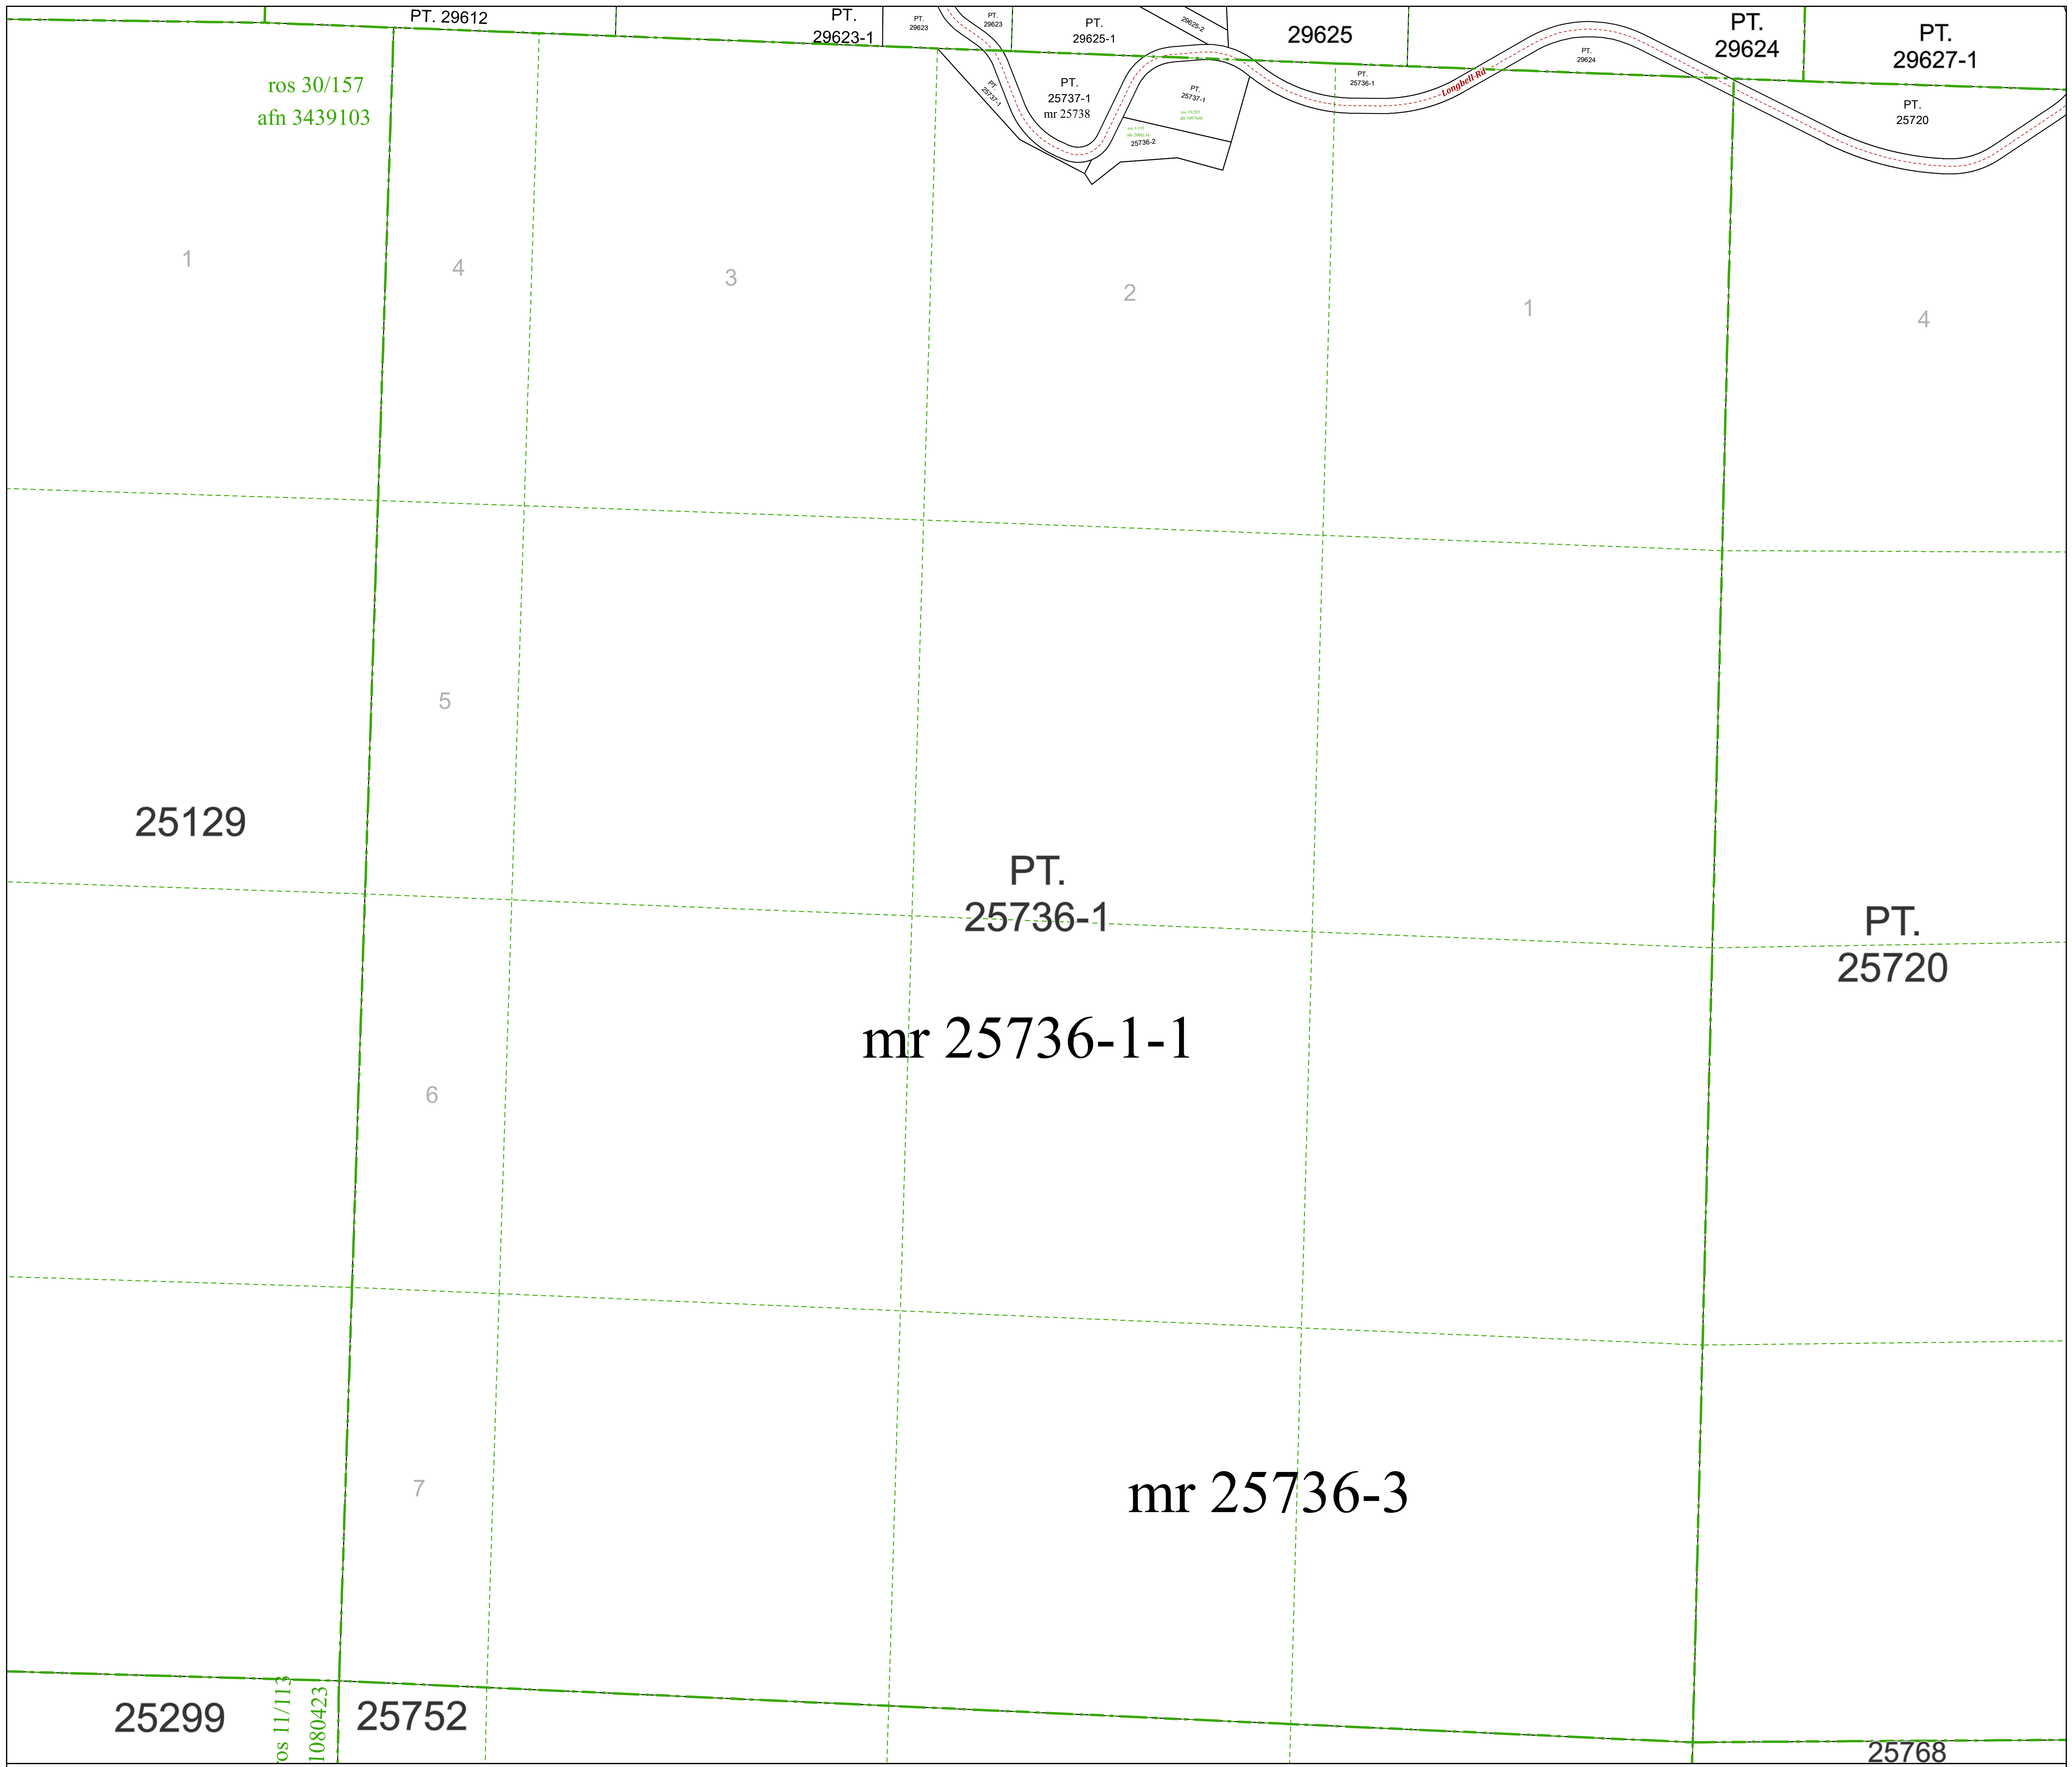 PT. 29612
PT.
29623-1
PT.
29623
PT.
29623
PT.
29625-1
29625-2
29625
PT.
29624
PT.
29624
PT.
29627-1
ros 30/157
afn 3439103
PT.
25737-1
PT.
25737-1
mr 25738
PT.
25737-1
25736-2
PT.
25736-1
Longbell Rd
PT.
25720
1
4
3
2
1
4
5
25129
PT.
25736-1
PT.
25720
mr 25736-1-1
6
7
mr 25736-3
25299
ros 11/113
1080423
25752
25768